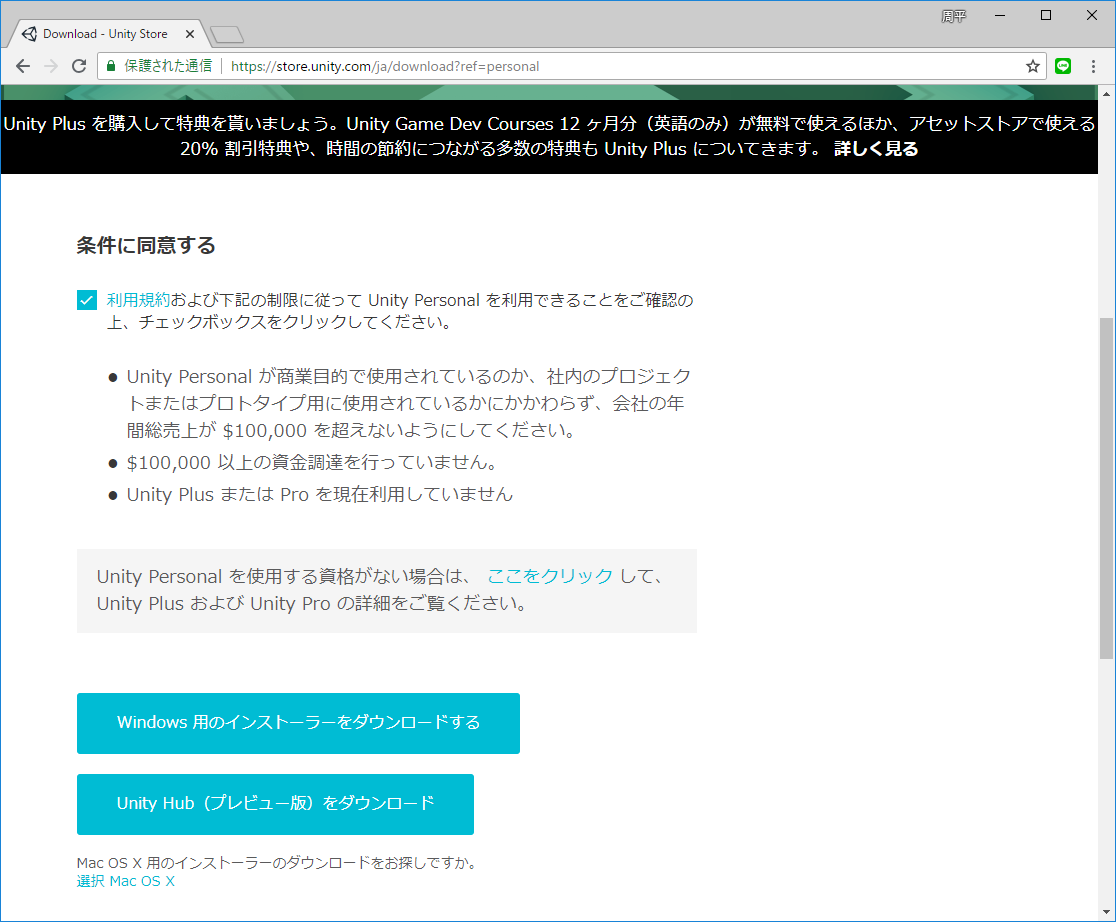 周平
Download - Unity Store
保護された通信
https://store.unity.com/ja/download?ref=personal
Unity Plus を購入して特典を貰いましょう。Unity Game Dev Courses 12 ヶ月分（英語のみ）が無料で使えるほか、アセットストアで使える
20% 割引特典や、時間の節約につながる多数の特典も Unity Plus についてきます。 詳しく見る
条件に同意する
利用規約および下記の制限に従って Unity Personal を利用できることをご確認の
上、チェックボックスをクリックしてください。
● Unity Personal が商業目的で使用されているのか、社内のプロジェク
トまたはプロトタイプ用に使用されているかにかかわらず、会社の年
間総売上が $100,000 を超えないようにしてください。
● $100,000 以上の資金調達を行っていません。
● Unity Plus または Pro を現在利用していません
Unity Personal を使用する資格がない場合は、 ここをクリック して、
Unity Plus および Unity Pro の詳細をご覧ください。
Windows 用のインストーラーをダウンロードする
Unity Hub（プレビュー版）をダウンロード
Mac OS X 用のインストーラーのダウンロードをお探しですか。
選択 Mac OS X